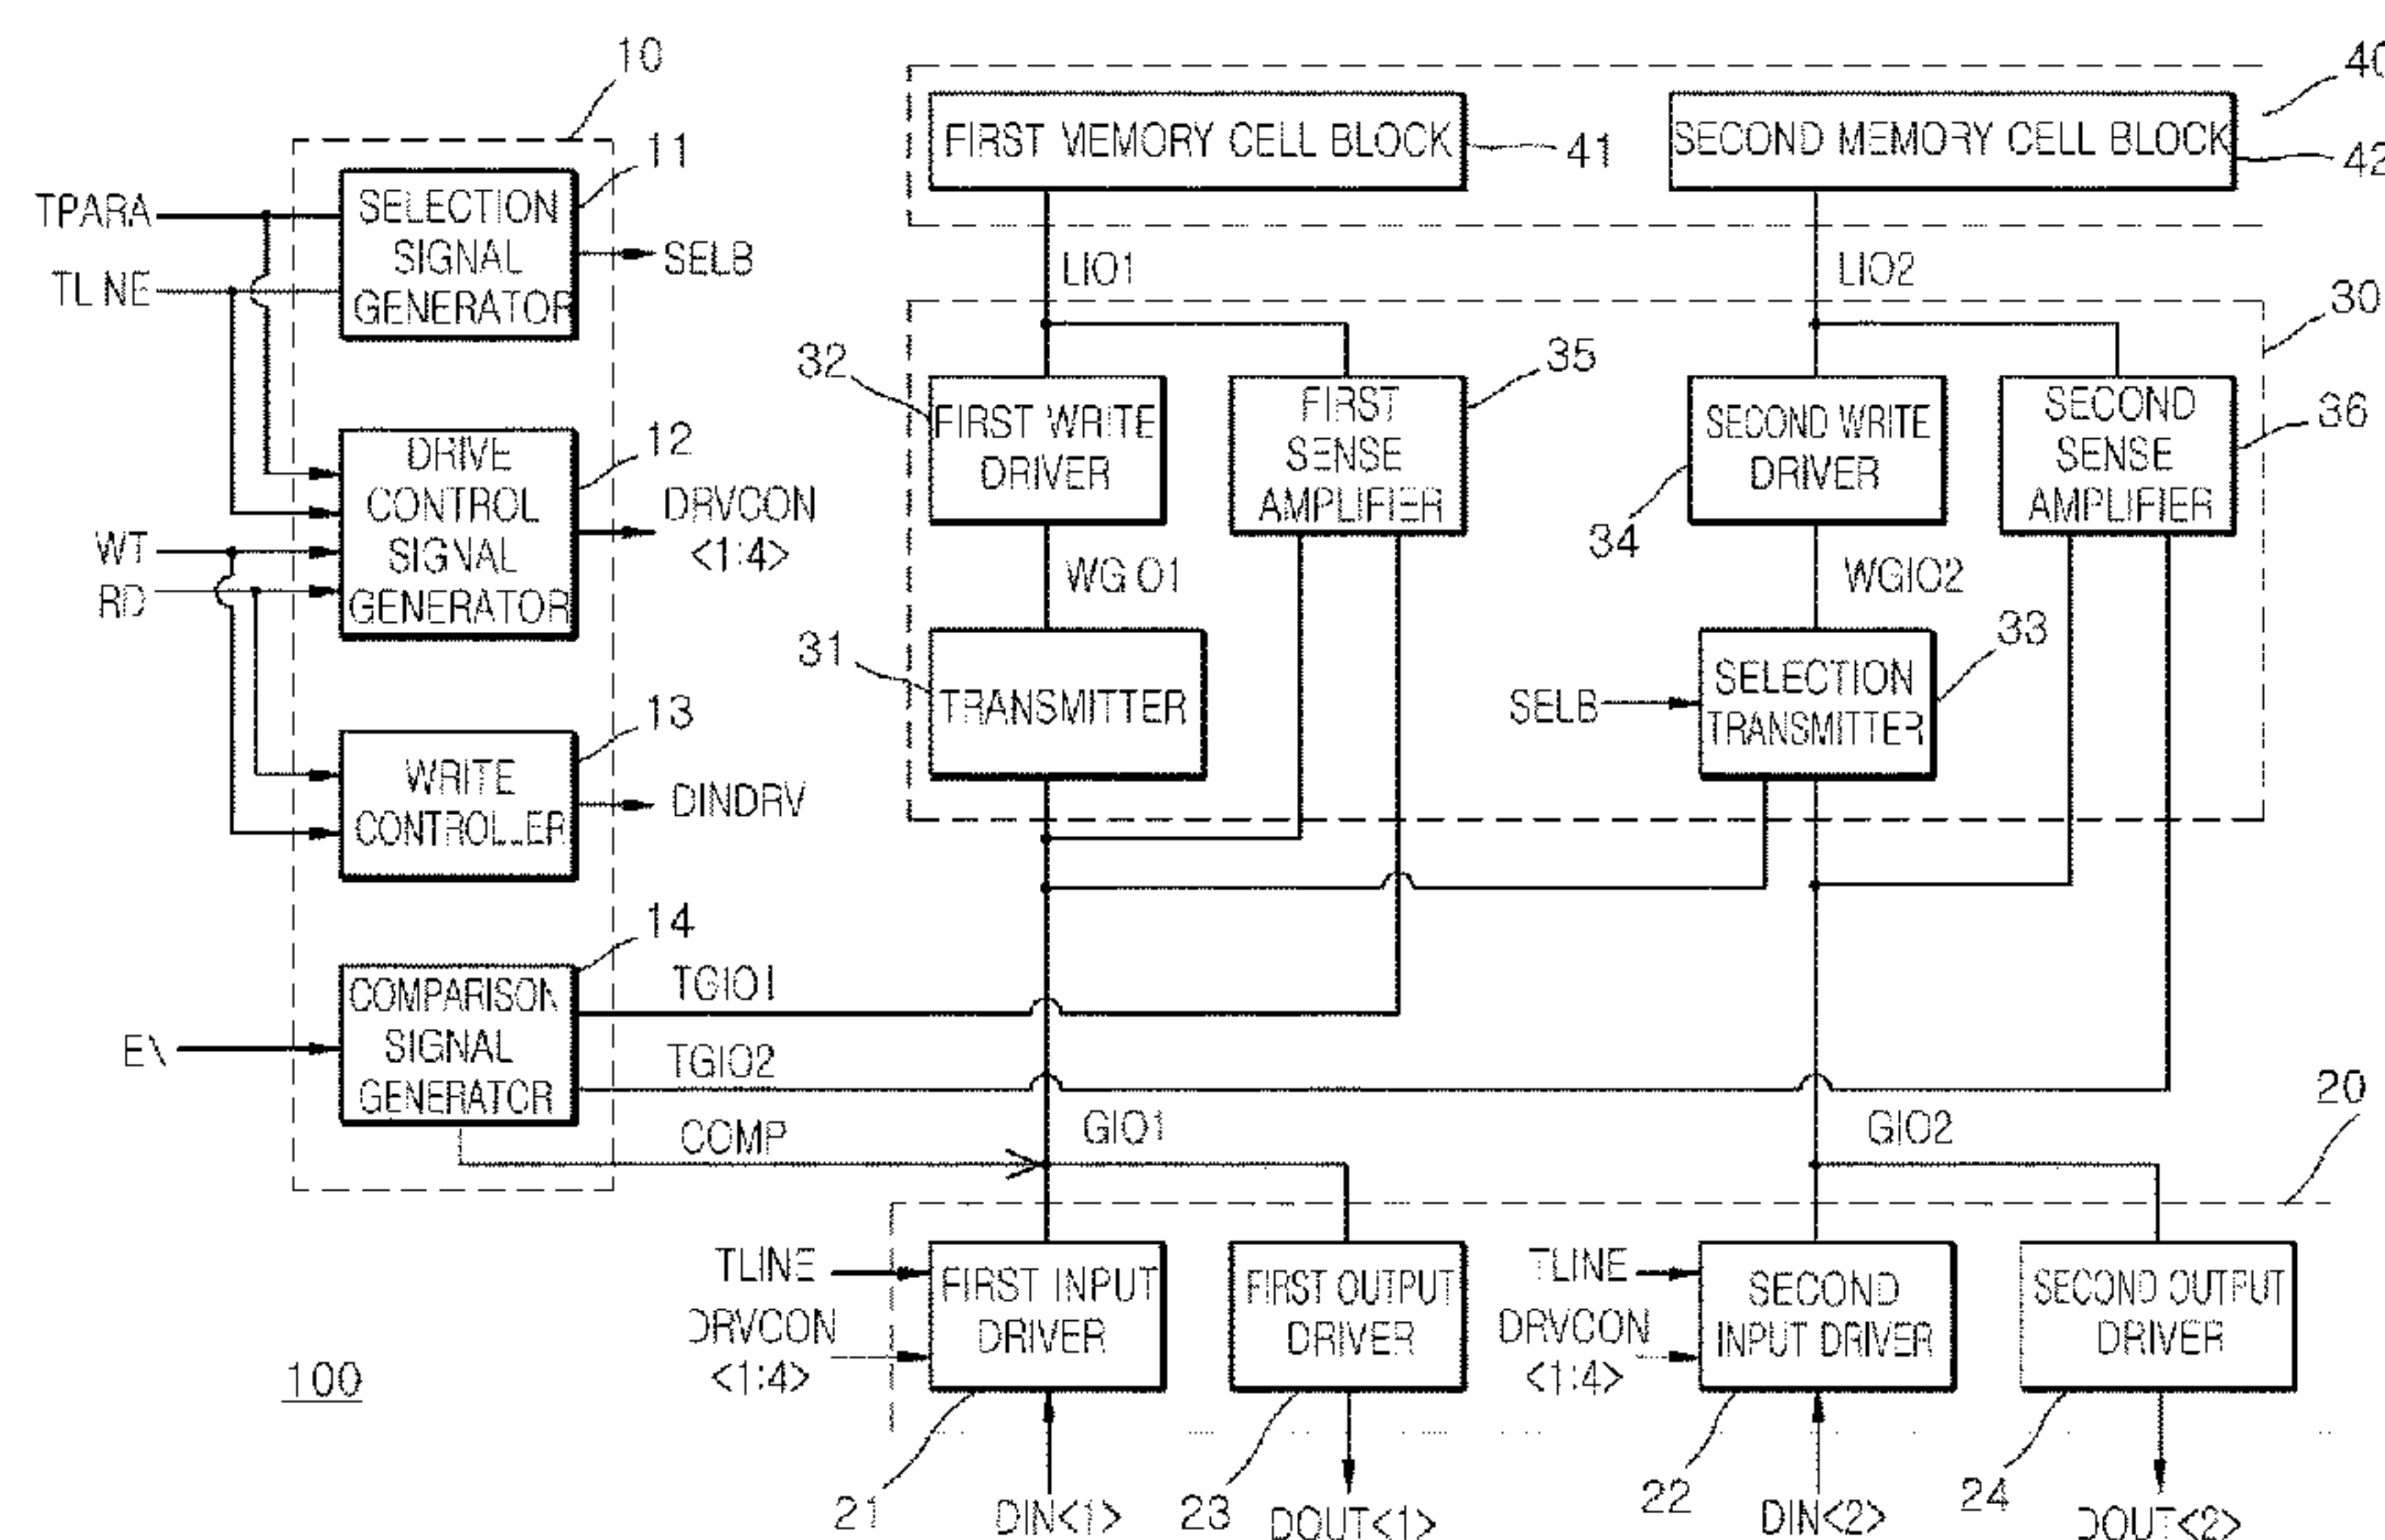 10
40
FIRST MEMORY CELL BLOCK
41
SECOND MEMORY CELL BLOCK
42
11
TPARA
TLINE
SELECTION
SIGNAL
GENERATOR
SELB
LIO1
LIO2
30
32
FIRST WRITE
DRIVER
35
FIRST
SENSE
AMPLIFIER
SECOND WRITE
DRIVER
34
SECOND
SENSE
AMPLIFIER
36
12
DRIVE
CONTROL
SIGNAL
GENERATOR
DRVCON
<1:4>
WT
RD
WGIO1
WGIO2
31
TRANSMITTER
33
SELB
SELECTION
TRANSMITTER
13
WRITE
CONTROLLER
DINDRV
14
COMPARISON
SIGNAL
GENERATOR
EN
TGIO1
TGIO2
COMP
GIO1
GIO2
20
TLINE
DRVCON
<1:4>
FIRST INPUT
DRIVER
FIRST OUTPUT
DRIVER
TLINE
DRVCON
<1:4>
SECOND
INPUT DRIVER
SECOND OUTPUT
DRIVER
100
21
DIN<1>
23
DOUT<1>
22
DIN<2>
24
DOUT<2>